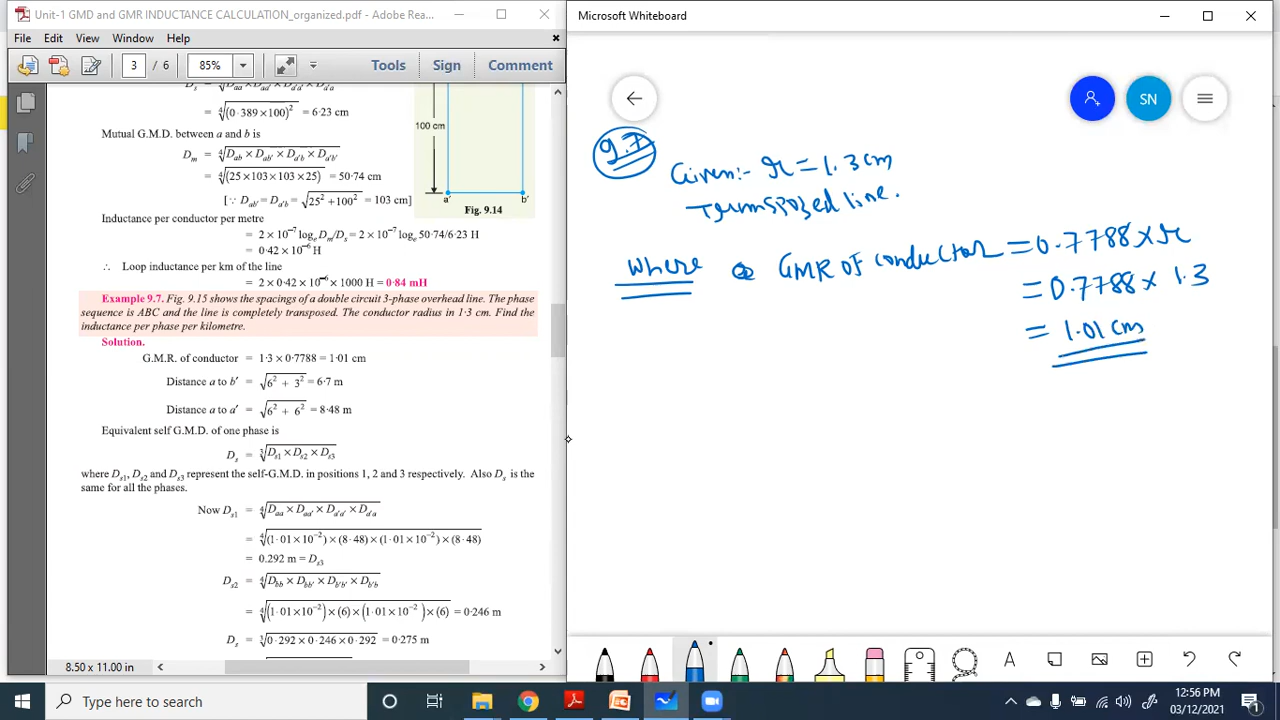 Unit-1 GMD and GMR INDUCTANCE CALCULATION_organized.pdf - Adobe Rea...
File Edit View Window Help
3 / 6 85% Tools Sign Comment
= ∜(0·389×100)² = 6·23 cm
Mutual G.M.D. between a and b is
Dm = ∜Dab × Dab′ × Da′b × Da′b′
= ∜(25×103×103×25) = 50·74 cm
[∵ Dab′ = Da′b = √25² + 100² = 103 cm]
100 cm
a′ b′
Fig. 9.14
Inductance per conductor per metre
= 2 × 10⁻⁷ logₑ Dm/Ds = 2 × 10⁻⁷ logₑ 50·74/6·23 H
= 0·42 × 10⁻⁶ H
∴ Loop inductance per km of the line
= 2 × 0·42 × 10⁻⁶ × 1000 H = 0·84 mH
Example 9.7. Fig. 9.15 shows the spacings of a double circuit 3-phase overhead line. The phase
sequence is ABC and the line is completely transposed. The conductor radius in 1·3 cm. Find the
inductance per phase per kilometre.
Solution.
G.M.R. of conductor = 1·3 × 0·7788 = 1·01 cm
Distance a to b′ = √6² + 3² = 6·7 m
Distance a to a′ = √6² + 6² = 8·48 m
Equivalent self G.M.D. of one phase is
Ds = ∛Ds1 × Ds2 × Ds3
where Ds1, Ds2 and Ds3 represent the self-G.M.D. in positions 1, 2 and 3 respectively. Also Ds is the
same for all the phases.
Now Ds1 = ∜Daa × Daa′ × Da′a′ × Da′a
= ∜(1·01×10⁻²) × (8·48) × (1·01×10⁻²) × (8·48)
= 0.292 m = Ds3
Ds2 = ∜Dbb × Dbb′ × Db′b′ × Db′b
= ∜(1·01×10⁻²) × (6) × (1·01×10⁻²) × (6) = 0·246 m
Ds = ∛0·292 × 0·246 × 0·292 = 0·275 m
8.50 x 11.00 in
Microsoft Whiteboard
SN
9.7
Given:- r = 1.3 cm
Transposed line.
where GMR of conductor = 0.7788 × r
= 0.7788 × 1.3
= 1.01 cm
A
Type here to search
12:56 PM
03/12/2021
1